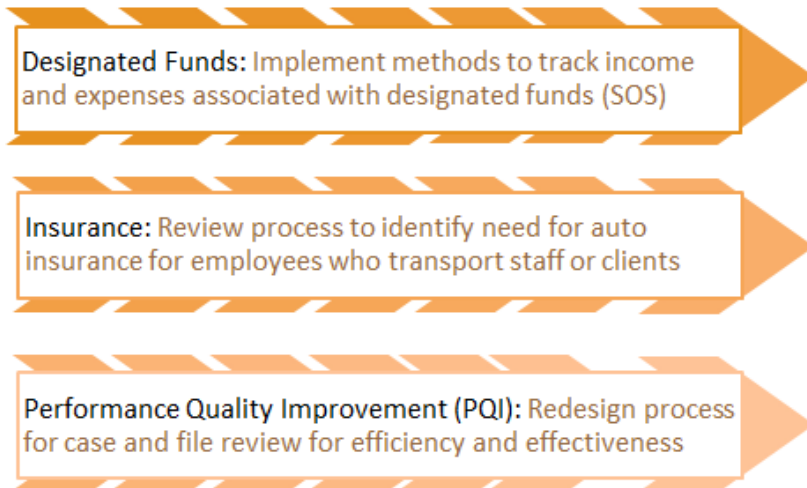 Designated Funds: Implement methods to track income
and expenses associated with designated funds (SOS)
Insurance: Review process to identify need for auto
insurance for employees who transport staff or clients
Performance Quality Improvement (PQI): Redesign process
for case and file review for efficiency and effectiveness